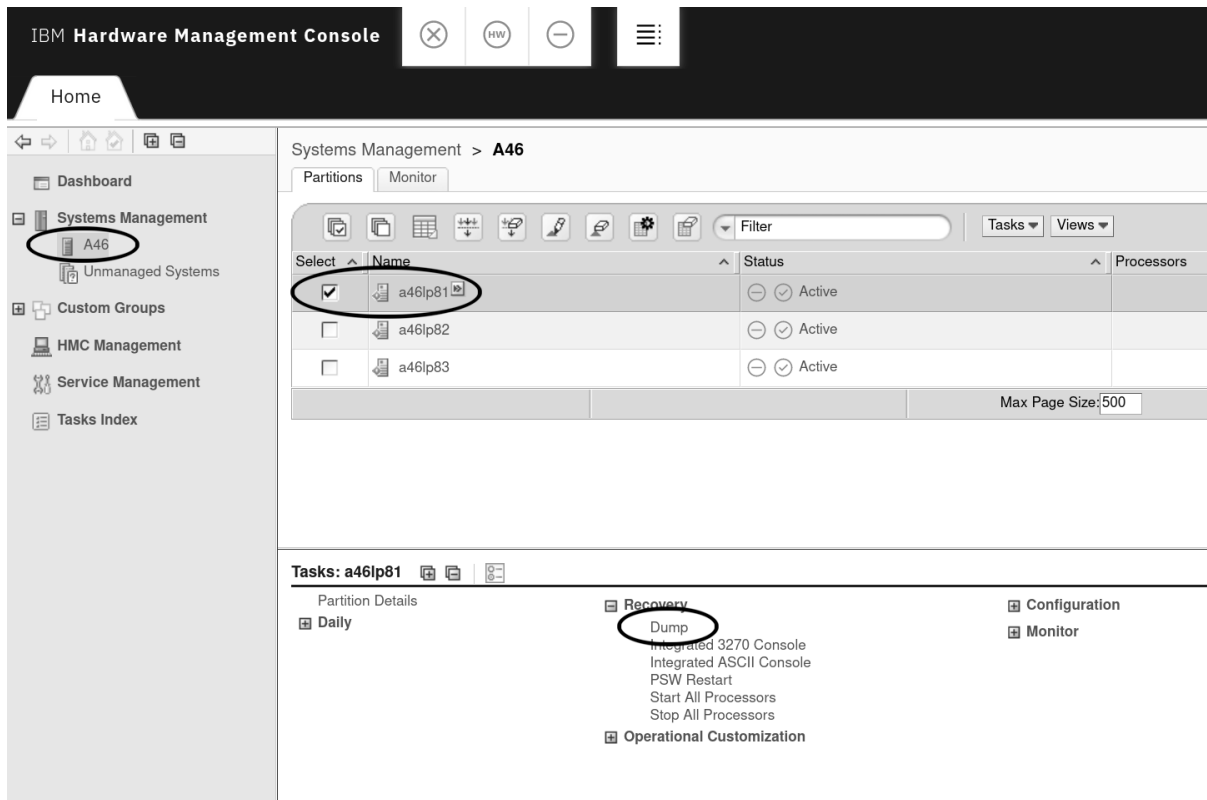 IBM Hardware Management Console
HW
Home
Dashboard
Systems Management
A46
Unmanaged Systems
Custom Groups
HMC Management
Service Management
Tasks Index
Systems Management > A46
Partitions Monitor
Filter Tasks Views
Select Name Status Processors
a46lp81 Active
a46lp82 Active
a46lp83 Active
Max Page Size: 500
Tasks: a46lp81
Partition Details
Daily
Recovery
Dump
Integrated 3270 Console
Integrated ASCII Console
PSW Restart
Start All Processors
Stop All Processors
Operational Customization
Configuration
Monitor